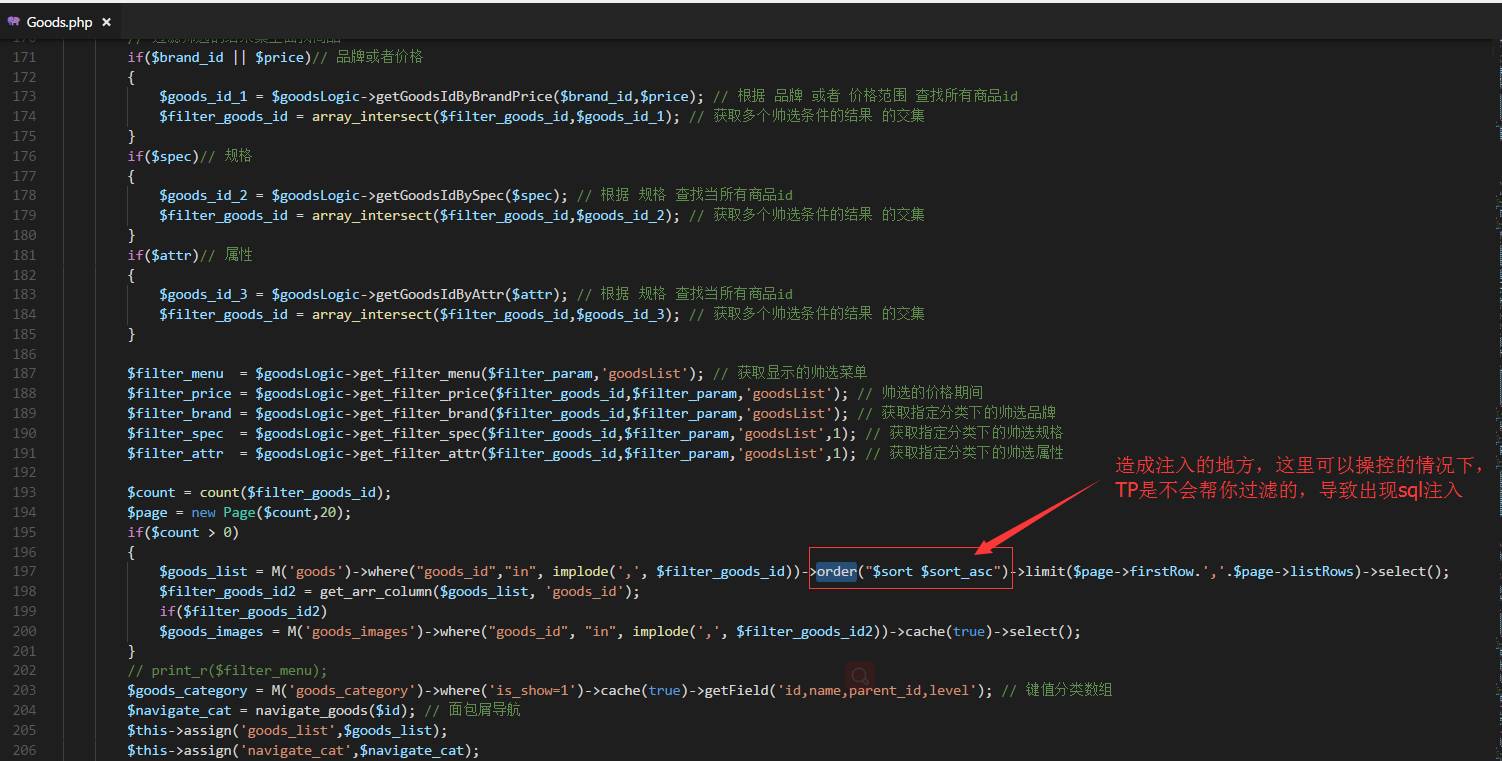 Goods.php
171 if($brand_id || $price)// 品牌或者价格
172 {
173 $goods_id_1 = $goodsLogic->getGoodsIdByBrandPrice($brand_id,$price); // 根据 品牌 或者 价格范围 查找所有商品id
174 $filter_goods_id = array_intersect($filter_goods_id,$goods_id_1); // 获取多个帅选条件的结果 的交集
175 }
176 if($spec)// 规格
177 {
178 $goods_id_2 = $goodsLogic->getGoodsIdBySpec($spec); // 根据 规格 查找当所有商品id
179 $filter_goods_id = array_intersect($filter_goods_id,$goods_id_2); // 获取多个帅选条件的结果 的交集
180 }
181 if($attr)// 属性
182 {
183 $goods_id_3 = $goodsLogic->getGoodsIdByAttr($attr); // 根据 规格 查找当所有商品id
184 $filter_goods_id = array_intersect($filter_goods_id,$goods_id_3); // 获取多个帅选条件的结果 的交集
185 }
186
187 $filter_menu = $goodsLogic->get_filter_menu($filter_param,'goodsList'); // 获取显示的帅选菜单
188 $filter_price = $goodsLogic->get_filter_price($filter_goods_id,$filter_param,'goodsList'); // 帅选的价格期间
189 $filter_brand = $goodsLogic->get_filter_brand($filter_goods_id,$filter_param,'goodsList'); // 获取指定分类下的帅选品牌
190 $filter_spec = $goodsLogic->get_filter_spec($filter_goods_id,$filter_param,'goodsList',1); // 获取指定分类下的帅选规格
191 $filter_attr = $goodsLogic->get_filter_attr($filter_goods_id,$filter_param,'goodsList',1); // 获取指定分类下的帅选属性
造成注入的地方，这里可以操控的情况下，
TP是不会帮你过滤的，导致出现sql注入
192
193 $count = count($filter_goods_id);
194 $page = new Page($count,20);
195 if($count > 0)
196 {
197 $goods_list = M('goods')->where("goods_id","in", implode(',', $filter_goods_id))->order("$sort $sort_asc")->limit($page->firstRow.','.$page->listRows)->select();
198 $filter_goods_id2 = get_arr_column($goods_list, 'goods_id');
199 if($filter_goods_id2)
200 $goods_images = M('goods_images')->where("goods_id", "in", implode(',', $filter_goods_id2))->cache(true)->select();
201 }
202 // print_r($filter_menu);
203 $goods_category = M('goods_category')->where('is_show=1')->cache(true)->getField('id,name,parent_id,level'); // 键值分类数组
204 $navigate_cat = navigate_goods($id); // 面包屑导航
205 $this->assign('goods_list',$goods_list);
206 $this->assign('navigate_cat',$navigate_cat);